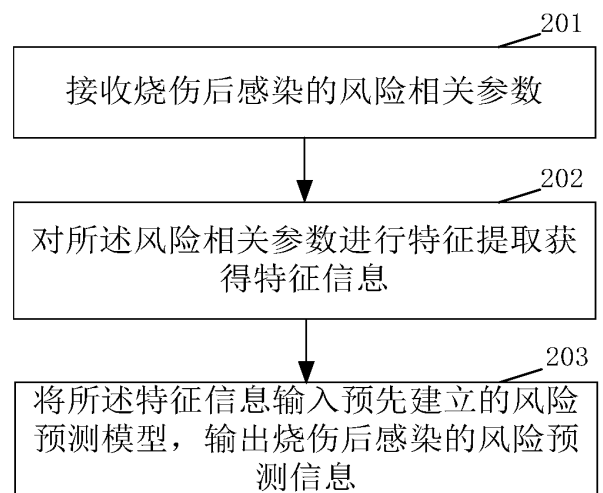 201
接收烧伤后感染的风险相关参数
202
对所述风险相关参数进行特征提取获
得特征信息
203
将所述特征信息输入预先建立的风险
预测模型，输出烧伤后感染的风险预
测信息